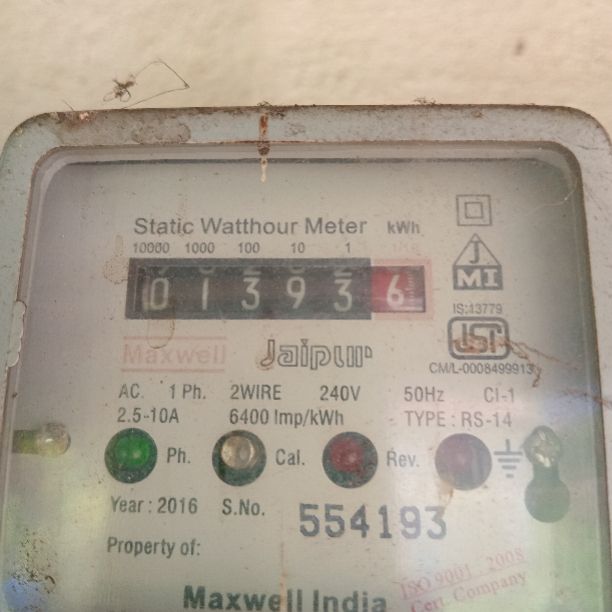 Static Watthour Meter kWh
10000 1000 100 10 1 1/10
0 1 3 9 3 6
J
MI
IS:13779
ISI
CM/L-0008499913
Maxwell Jaipur
AC. 1 Ph. 2WIRE 240V 50Hz Cl-1
2.5-10A 6400 Imp/kWh TYPE : RS-14
Ph. Cal. Rev.
Year : 2016 S.No. 554193
Property of:
Maxwell India
ISO 9001 2008
Cert. Company